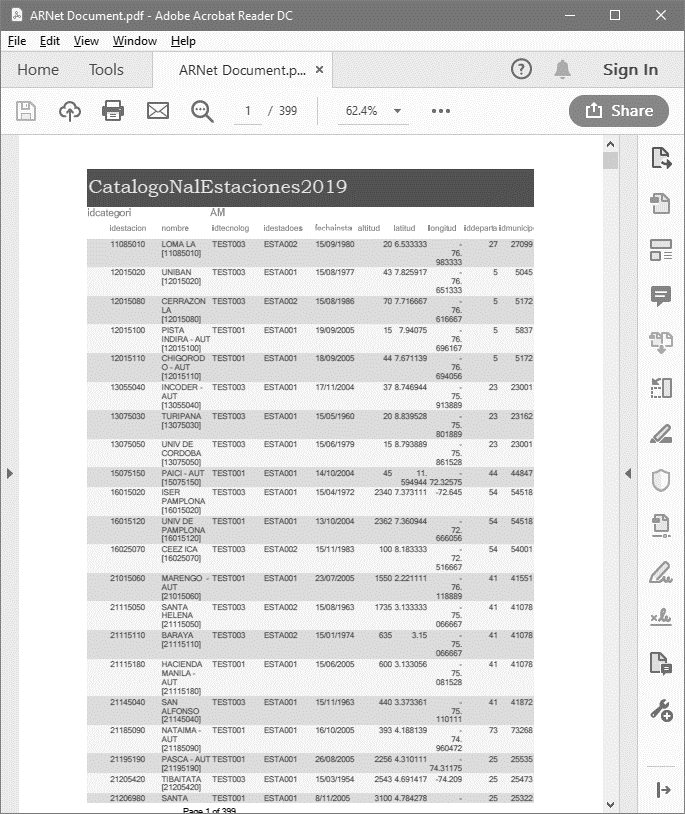 ARNet Document.pdf - Adobe Acrobat Reader DC
File Edit View Window Help
Home Tools ARNet Document.p... × Sign In
1 / 399 62.4% Share
CatalogoNalEstaciones2019
idcategori AM
idestacion nombre idtecnolog idestadoes fechainsta altitud latitud longitud iddeparta idmunicip
11085010 LOMA LA TEST003 ESTA002 15/09/1980 20 6.533333 - 27 27099
[11085010] 76.
983333
12015020 UNIBAN TEST003 ESTA001 15/08/1977 43 7.825917 - 5 5045
[12015020] 76.
651333
12015080 CERRAZON TEST003 ESTA002 15/08/1986 70 7.716667 - 5 5172
LA 76.
[12015080] 616667
12015100 PISTA TEST001 ESTA001 19/09/2005 15 7.94075 - 5 5837
INDIRA - AUT 76.
[12015100] 696167
12015110 CHIGOROD TEST001 ESTA001 18/09/2005 44 7.671139 - 5 5172
O - AUT 76.
[12015110] 694056
13055040 INCODER - TEST003 ESTA001 17/11/2004 37 8.746944 - 23 23001
AUT 75.
[13055040] 913889
13075030 TURIPANA TEST003 ESTA001 15/05/1960 20 8.839528 - 23 23162
[13075030] 75.
801889
13075050 UNIV DE TEST003 ESTA001 15/06/1979 15 8.793889 - 23 23001
CORDOBA 75.
[13075050] 861528
15075150 PAICI - AUT TEST001 ESTA001 14/10/2004 45 11. - 44 44847
[15075150] 594944 72.32575
16015020 ISER TEST003 ESTA001 15/04/1972 2340 7.373111 -72.645 54 54518
PAMPLONA
[16015020]
16015120 UNIV DE TEST001 ESTA001 13/10/2004 2362 7.360944 - 54 54518
PAMPLONA 72.
[16015120] 666056
16025070 CEEZ ICA TEST003 ESTA002 15/11/1983 100 8.183333 - 54 54001
[16025070] 72.
516667
21015060 MARENGO - TEST001 ESTA001 23/07/2005 1550 2.221111 - 41 41551
AUT 76.
[21015060] 118889
21115050 SANTA TEST003 ESTA002 15/08/1963 1735 3.133333 - 41 41078
HELENA 75.
[21115050] 066667
21115110 BARAYA TEST003 ESTA002 15/01/1974 635 3.15 - 41 41078
[21115110] 75.
066667
21115180 HACIENDA TEST001 ESTA001 15/06/2005 600 3.133056 - 41 41078
MANILA - 75.
AUT 081528
[21115180]
21145040 SAN TEST003 ESTA001 15/11/1963 440 3.373361 - 41 41872
ALFONSO 75.
[21145040] 110111
21185090 NATAIMA - TEST001 ESTA001 16/10/2005 393 4.188139 - 73 73268
AUT 74.
[21185090] 960472
21195190 PASCA - AUT TEST001 ESTA001 26/08/2005 2256 4.310111 - 25 25535
[21195190] 74.31175
21205420 TIBAITATA TEST003 ESTA001 15/03/1954 2543 4.691417 -74.209 25 25473
[21205420]
21206980 SANTA TEST001 ESTA001 8/11/2005 3100 4.784278 - 25 25322
Page 1 of 399